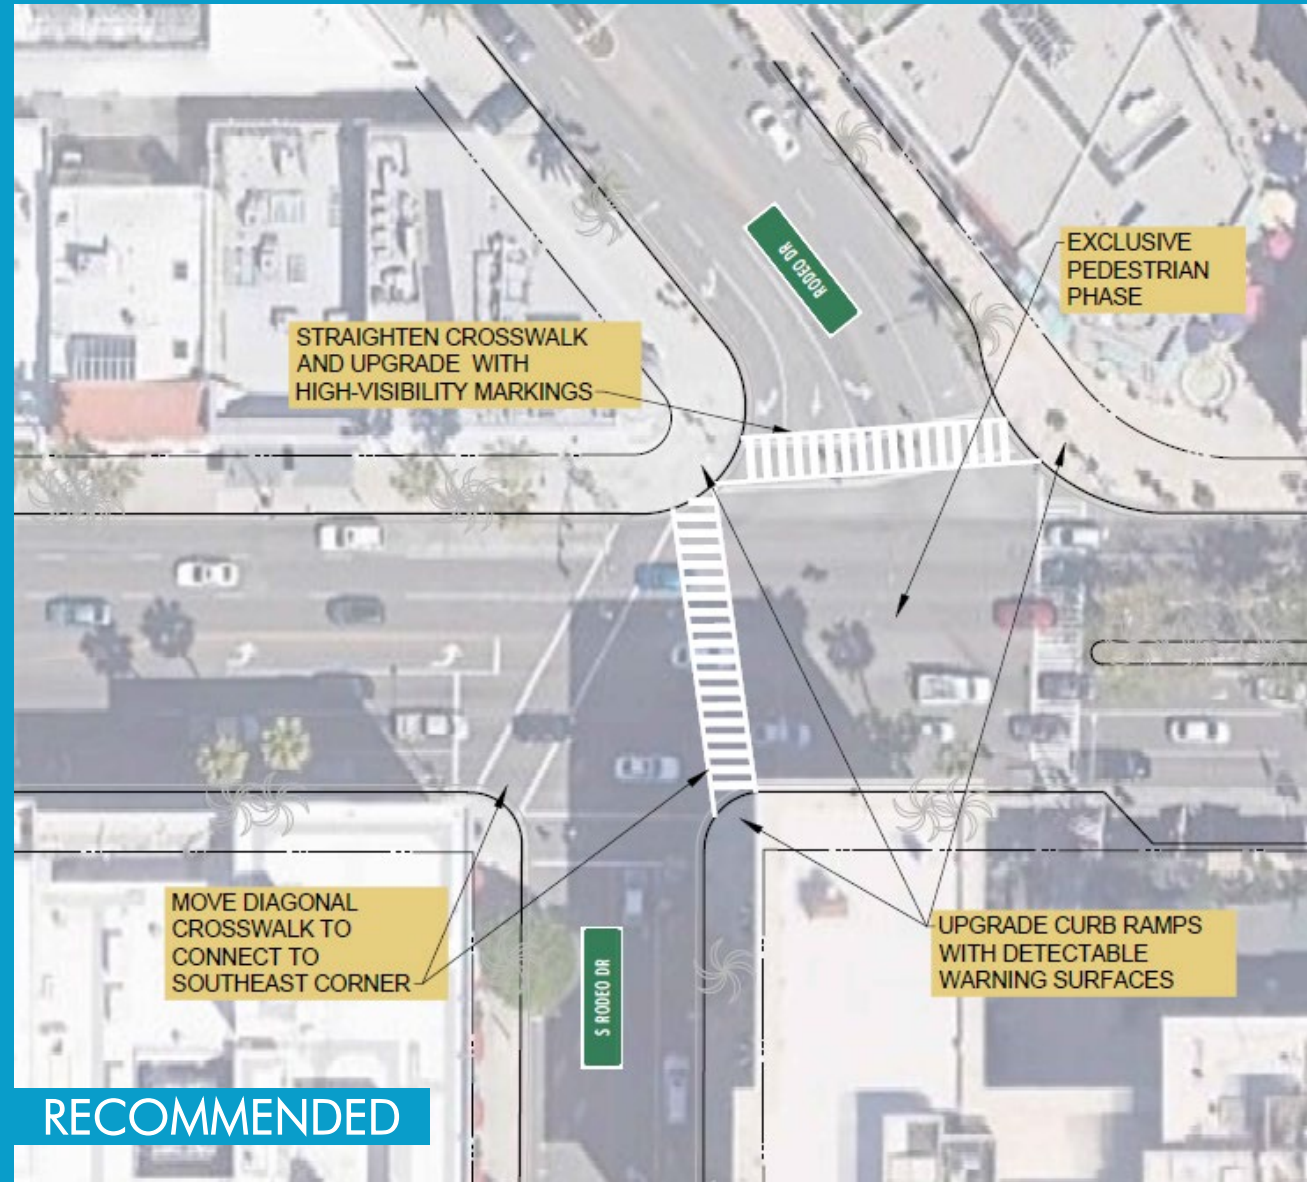 RODEO DR
EXCLUSIVE
PEDESTRIAN
PHASE
STRAIGHTEN CROSSWALK
AND UPGRADE WITH
HIGH-VISIBILITY MARKINGS
MOVE DIAGONAL
CROSSWALK TO
CONNECT TO
SOUTHEAST CORNER
UPGRADE CURB RAMPS
WITH DETECTABLE
WARNING SURFACES
S RODEO DR
RECOMMENDED